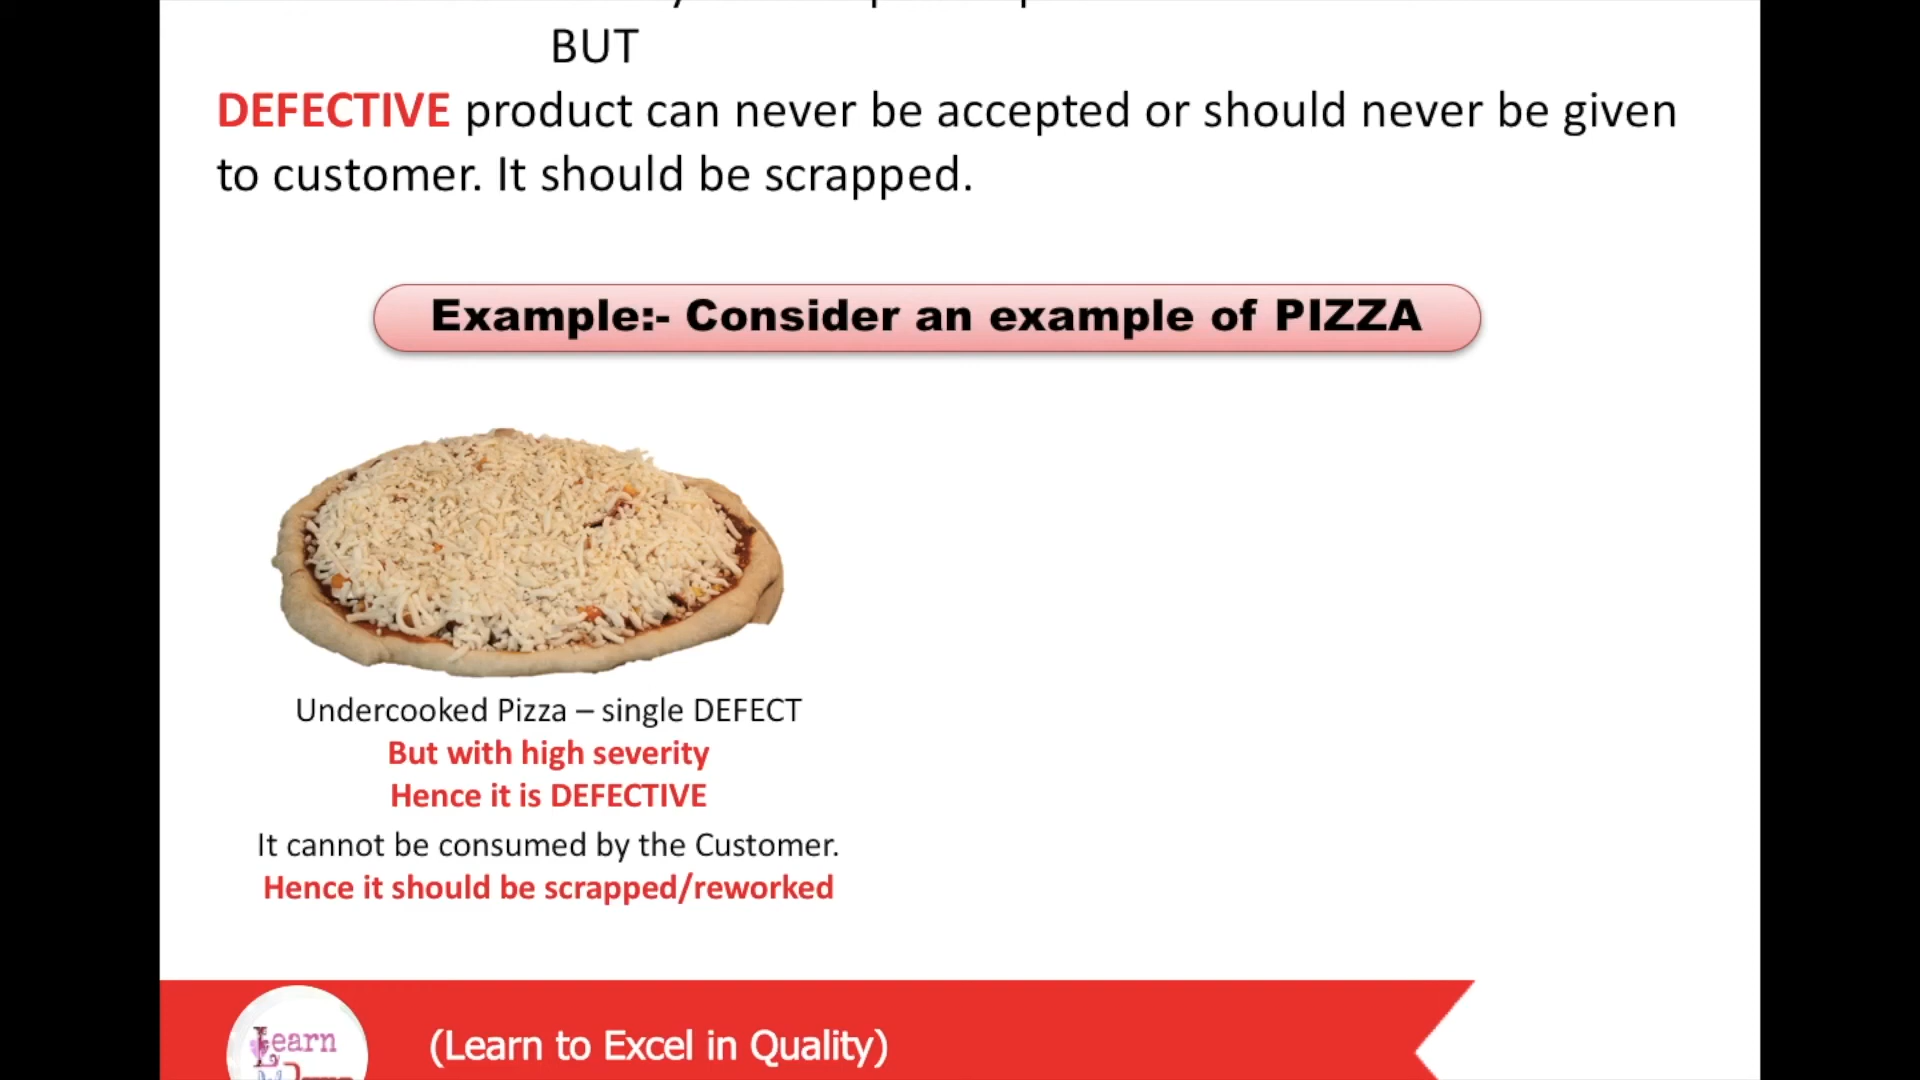 BUT
DEFECTIVE product can never be accepted or should never be given
to customer. It should be scrapped.
Example:- Consider an example of PIZZA
Undercooked Pizza – single DEFECT
But with high severity
Hence it is DEFECTIVE
It cannot be consumed by the Customer.
Hence it should be scrapped/reworked
Learn
(Learn to Excel in Quality)